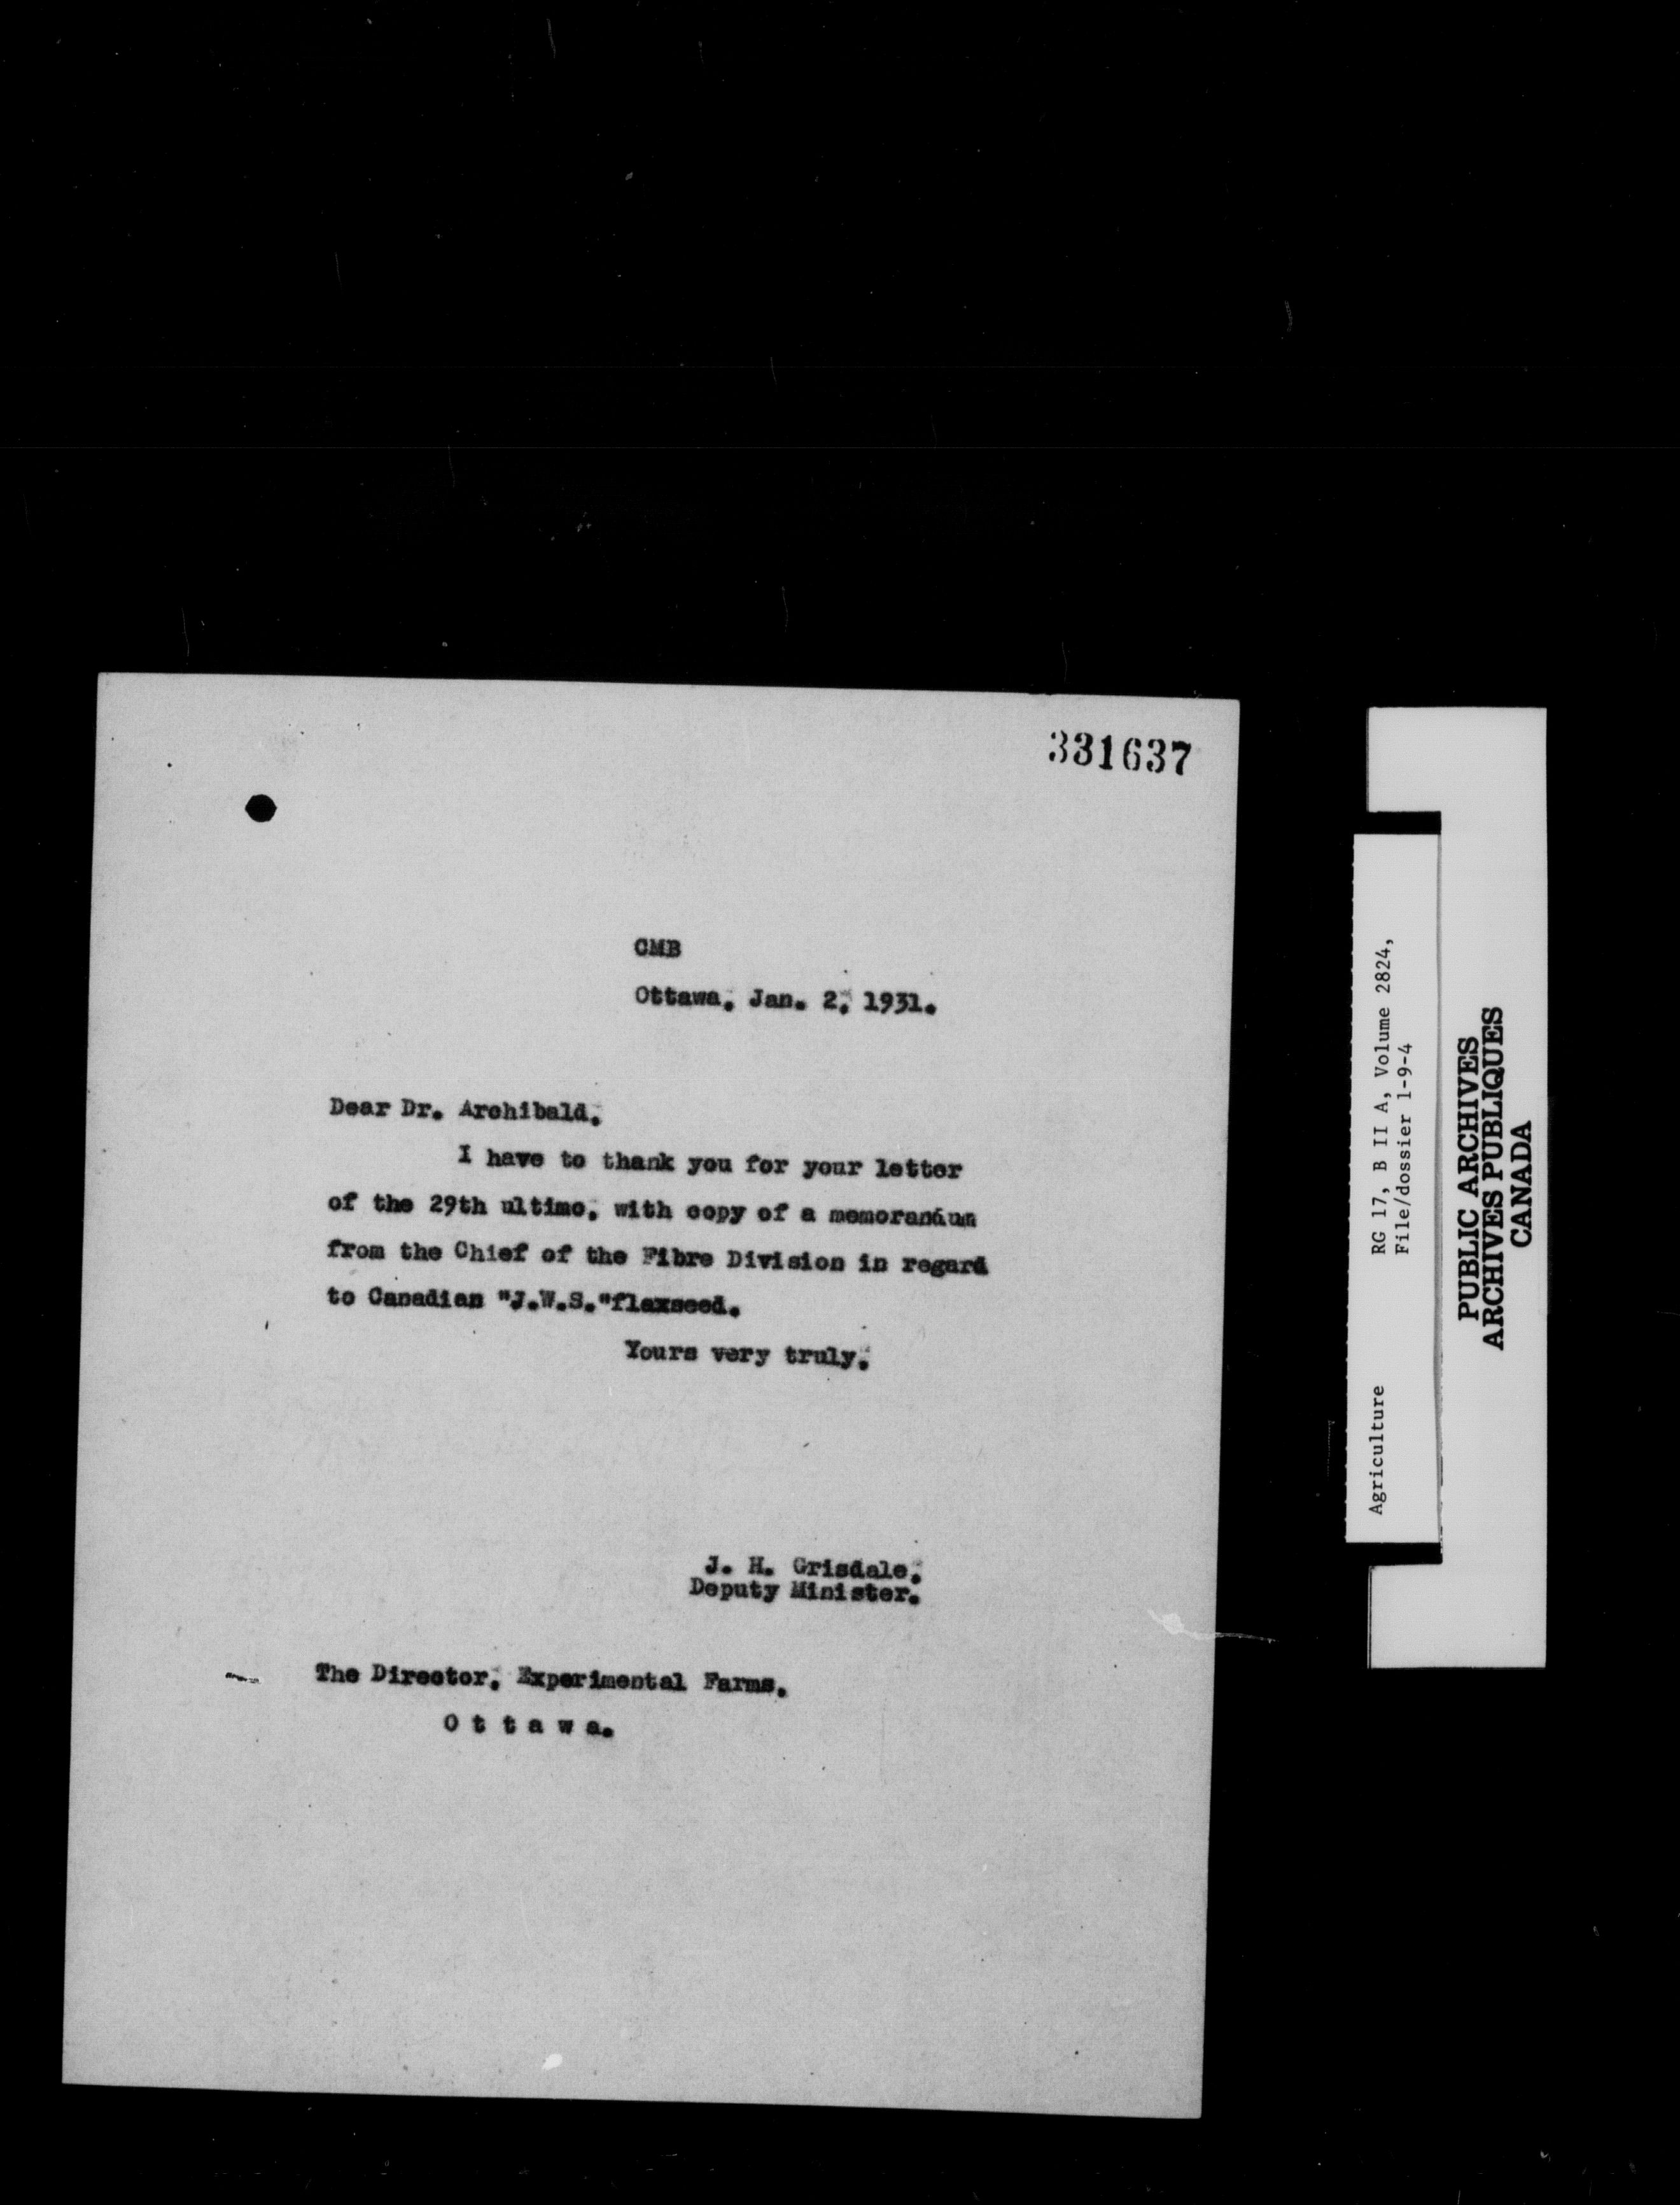 331637
CMB
Ottawa, Jan. 2, 1931.
Dear Dr. Archibald,
I have to thank you for your letter
of the 29th ultimo, with copy of a memorandum
from the Chief of the Fibre Division in regard
to Canadian "J.W.S."flaxseed.
Yours very truly,
J. H. Grisdale,
Deputy Minister.
The Director, Experimental Farms,
O t t a w a.
Agriculture RG 17, B II A, Volume 2824,
File/dossier 1-9-4
PUBLIC ARCHIVES
ARCHIVES PUBLIQUES
CANADA